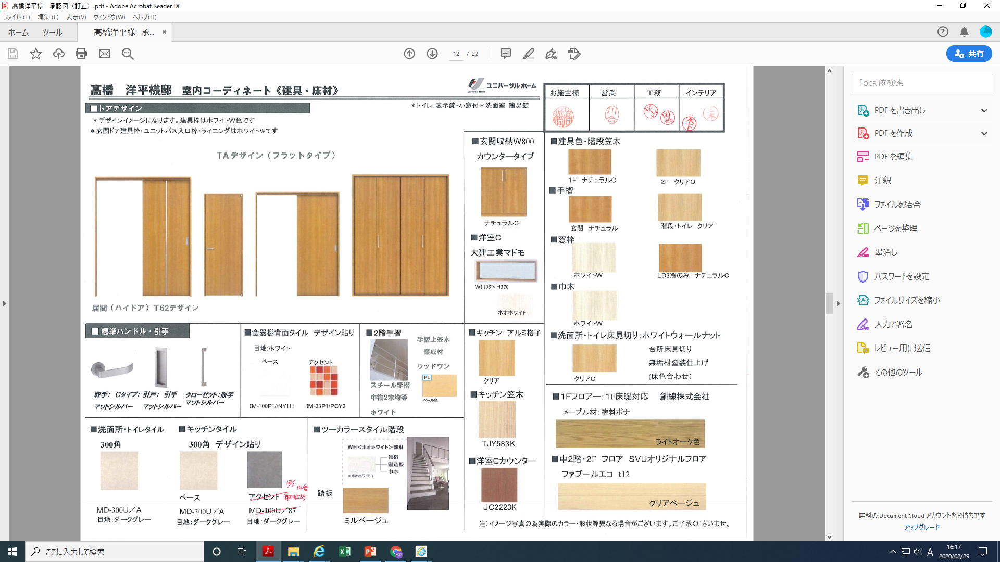 髙橋洋平様　承認図（訂正）.pdf - Adobe Acrobat Reader DC
ファイル(F)　編集(E)　表示(V)　ウィンドウ(W)　ヘルプ(H)
ホーム　ツール　髙橋洋平様　承... ×
12 / 22
共有
髙橋　洋平様邸　室内コーディネート《建具・床材》
ユニバーサルホーム
Universal Home
お施主様　営業　工務　インテリア
髙橋　川合　松山　田嶋　木下
■ドアデザイン
＊トイレ：表示錠・小窓付＊洗面室：簡易錠
＊デザインイメージになります。建具枠はホワイトW色です
＊玄関ドア建具枠・ユニットバス入口枠・ライニングはホワイトWです
TAデザイン（フラットタイプ）
居間（ハイドア）T62デザイン
■玄関収納W800
カウンタータイプ
ナチュラルC
■洋室C
大建工業マドモ
W1195×H370
ネオホワイト
■建具色・階段笠木
1F　ナチュラルC
2F　クリアO
■手摺
玄関　ナチュラル
階段・トイレ　クリア
■窓枠
ホワイトW
LD3窓のみ　ナチュラルC
■巾木
ホワイトW
■洗面所・トイレ床見切り：ホワイトウォールナット
クリアO
台所床見切り
無垢材塗装仕上げ
(床色合わせ）
■標準ハンドル・引手
取手：　Cタイプ：
マットシルバー
引戸：　引手
マットシルバー
クローゼット：取手
マットシルバー
■食器棚背面タイル　デザイン貼り
目地:ホワイト
ベース
アクセント
IM-100P1//NY1H
IM-23P1/PCY2
■2階手摺
手摺上笠木
集成材
ウッドワン
PL
ペール色
スチール手摺
中桟2本均等
ホワイト
■キッチン　アルミ格子
クリア
■キッチン笠木
TJY583K
■洋室Cカウンター
JC2223K
■1Fフロアー：1F床暖対応　創線株式会社
メープル材：塗料ボナ
ライトオーク色
■中2階・2F　フロア　SVUオリジナルフロア
ファブールエコ　t12
クリアベージュ
■洗面所・トイレタイル
300角
MD-300U／A
目地：ダークグレー
■キッチンタイル
300角　デザイン貼り
ベース
MD-300U／A
目地：ダークグレー
川合
アクセント　取り止め
MD-300U／87
目地：ダークグレー
■ツーカラースタイル階段
WH＜ネオホワイト＞部材
側桁
蹴込板
巾木
＜ネオホワイト＞
踏板
ミルベージュ
注）イメージ写真の為実際のカラー・形状等異なる場合がございます。ご了承くださいませ。
「OCR」を検索
PDF を書き出し
PDF を作成
PDF を編集
注釈
ファイルを結合
ページを整理
墨消し
パスワードを設定
ファイルサイズを縮小
入力と署名
レビュー用に送信
その他のツール
無料の Document Cloud アカウントをお持ちです
アップグレード
ここに入力して検索
A
16:17
2020/02/29